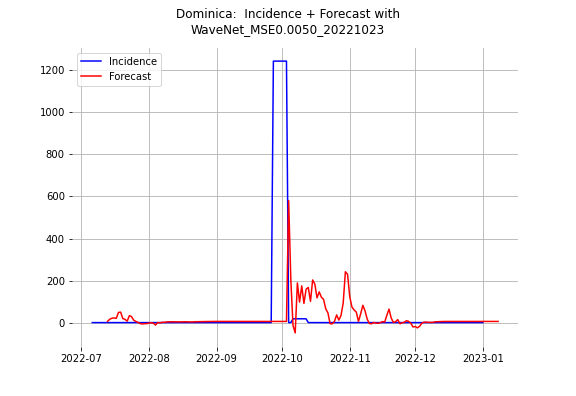 Dominica:  Incidence + Forecast with
WaveNet_MSE0.0050_20221023
Incidence
Forecast
1200
1000
800
600
400
200
0
2022-07 2022-08 2022-09 2022-10 2022-11 2022-12 2023-01